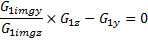 G₁imgy / G₁imgz × G₁z − G₁y = 0